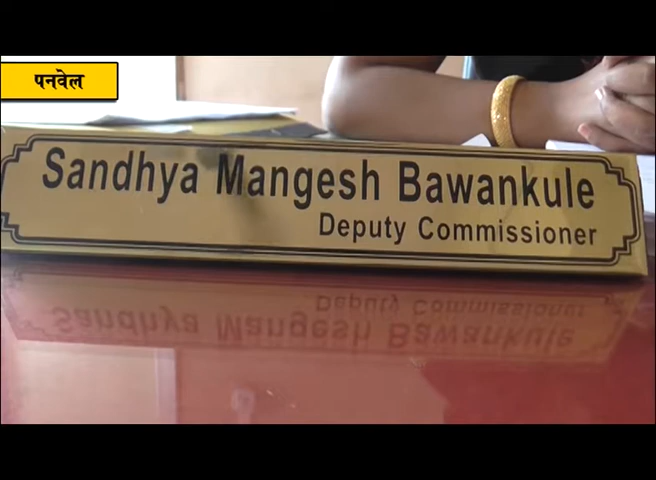 पनवेल
Sandhya Mangesh Bawankule
Deputy Commissioner